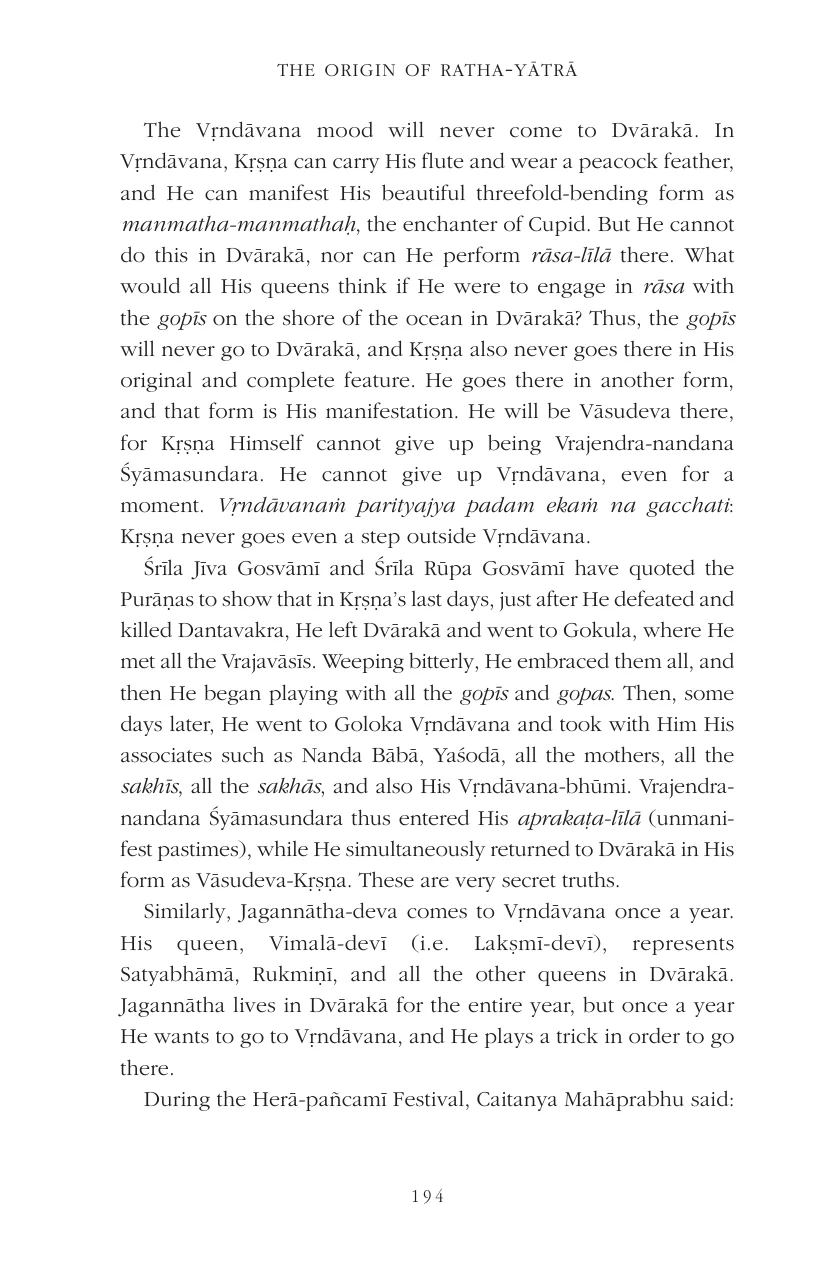 THE ORIGIN OF RATHA-YĀTRĀ
The Vṛndāvana mood will never come to Dvārakā. In
Vṛndāvana, Kṛṣṇa can carry His flute and wear a peacock feather,
and He can manifest His beautiful threefold-bending form as
manmatha-manmathaḥ, the enchanter of Cupid. But He cannot
do this in Dvārakā, nor can He perform rāsa-līlā there. What
would all His queens think if He were to engage in rāsa with
the gopīs on the shore of the ocean in Dvārakā? Thus, the gopīs
will never go to Dvārakā, and Kṛṣṇa also never goes there in His
original and complete feature. He goes there in another form,
and that form is His manifestation. He will be Vāsudeva there,
for Kṛṣṇa Himself cannot give up being Vrajendra-nandana
Śyāmasundara. He cannot give up Vṛndāvana, even for a
moment. Vṛndāvanaṁ parityajya padam ekaṁ na gacchati:
Kṛṣṇa never goes even a step outside Vṛndāvana.
Śrīla Jīva Gosvāmī and Śrīla Rūpa Gosvāmī have quoted the
Purāṇas to show that in Kṛṣṇa’s last days, just after He defeated and
killed Dantavakra, He left Dvārakā and went to Gokula, where He
met all the Vrajavāsīs. Weeping bitterly, He embraced them all, and
then He began playing with all the gopīs and gopas. Then, some
days later, He went to Goloka Vṛndāvana and took with Him His
associates such as Nanda Bābā, Yaśodā, all the mothers, all the
sakhīs, all the sakhās, and also His Vṛndāvana-bhūmi. Vrajendra-
nandana Śyāmasundara thus entered His aprakaṭa-līlā (unmani-
fest pastimes), while He simultaneously returned to Dvārakā in His
form as Vāsudeva-Kṛṣṇa. These are very secret truths.
Similarly, Jagannātha-deva comes to Vṛndāvana once a year.
His queen, Vimalā-devī (i.e. Lakṣmī-devī), represents
Satyabhāmā, Rukmiṇī, and all the other queens in Dvārakā.
Jagannātha lives in Dvārakā for the entire year, but once a year
He wants to go to Vṛndāvana, and He plays a trick in order to go
there.
During the Herā-pañcamī Festival, Caitanya Mahāprabhu said:
194